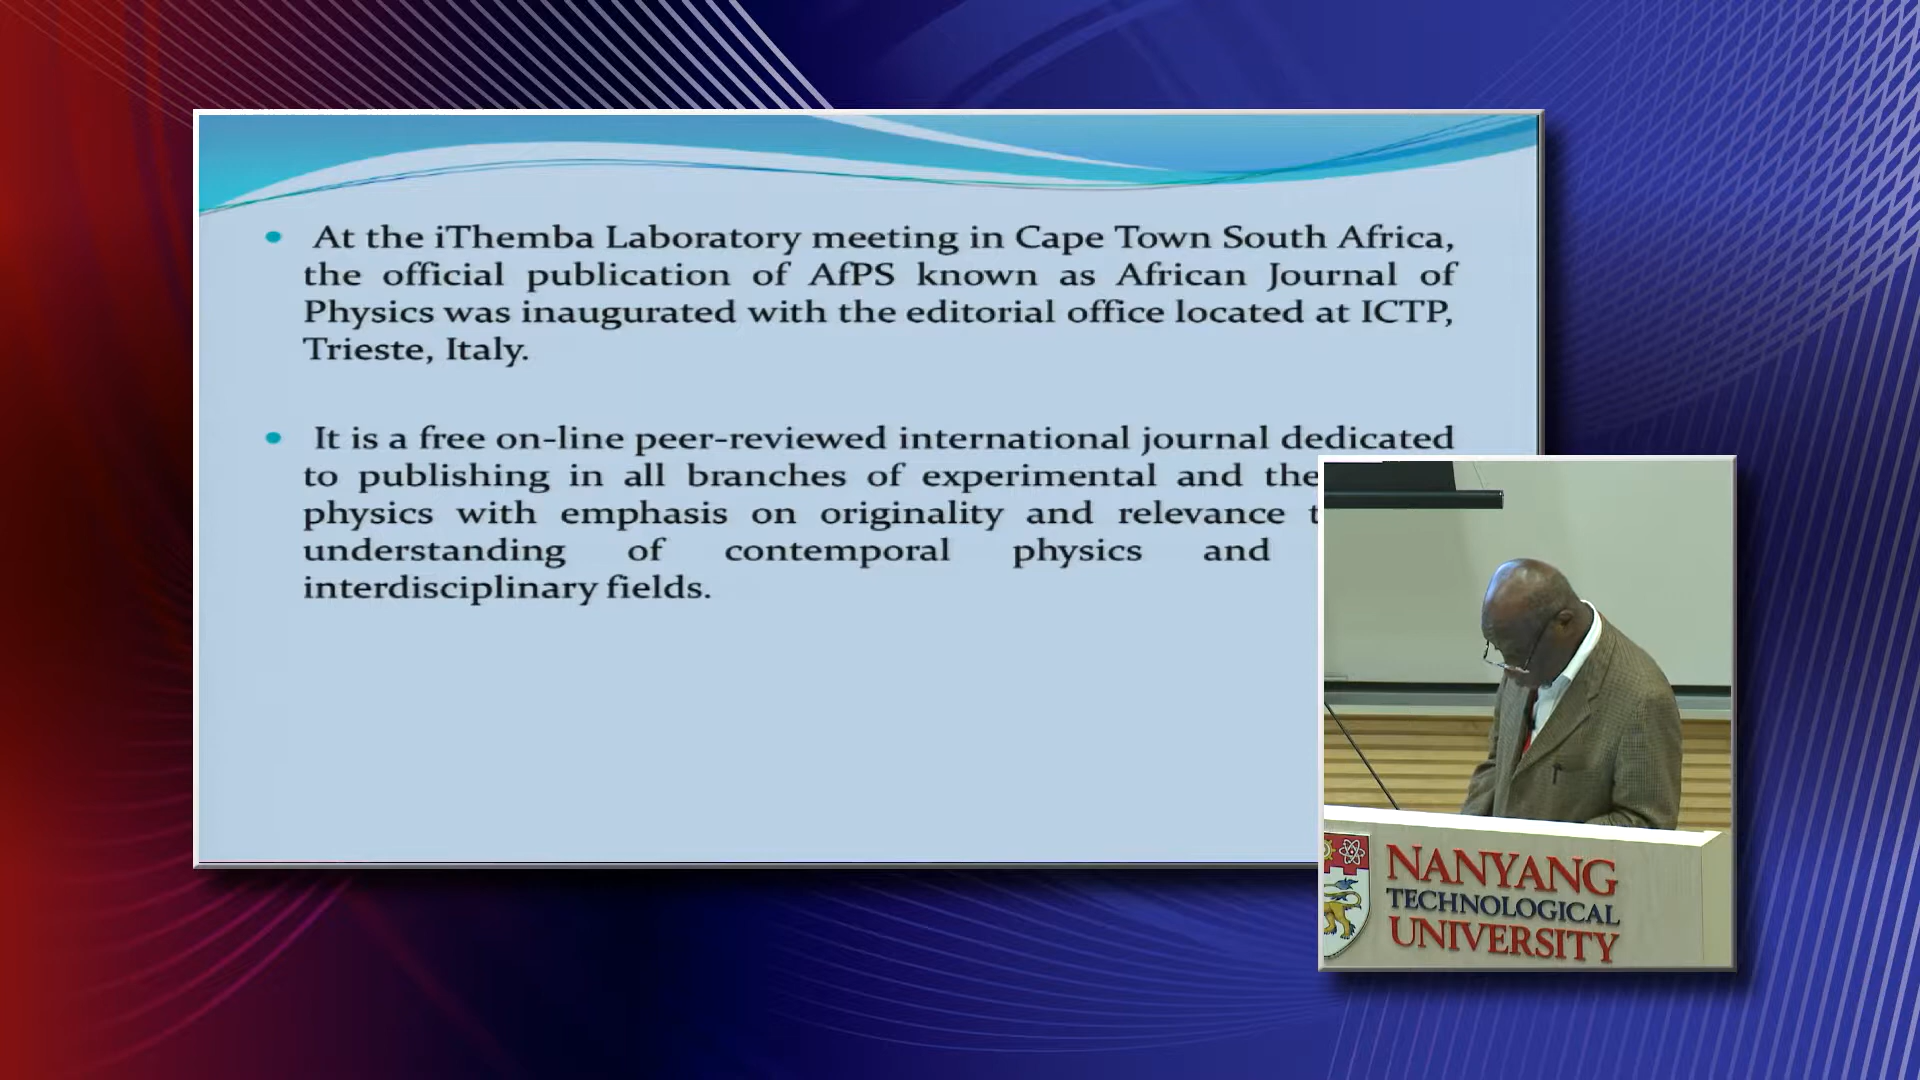 At the iThemba Laboratory meeting in Cape Town South Africa,
the official publication of AfPS known as African Journal of
Physics was inaugurated with the editorial office located at ICTP,
Trieste, Italy.
It is a free on-line peer-reviewed international journal dedicated
to publishing in all branches of experimental and
physics with emphasis on originality and relevance
understanding of contemporal physics and
interdisciplinary fields.
NANYANG
TECHNOLOGICAL
UNIVERSITY